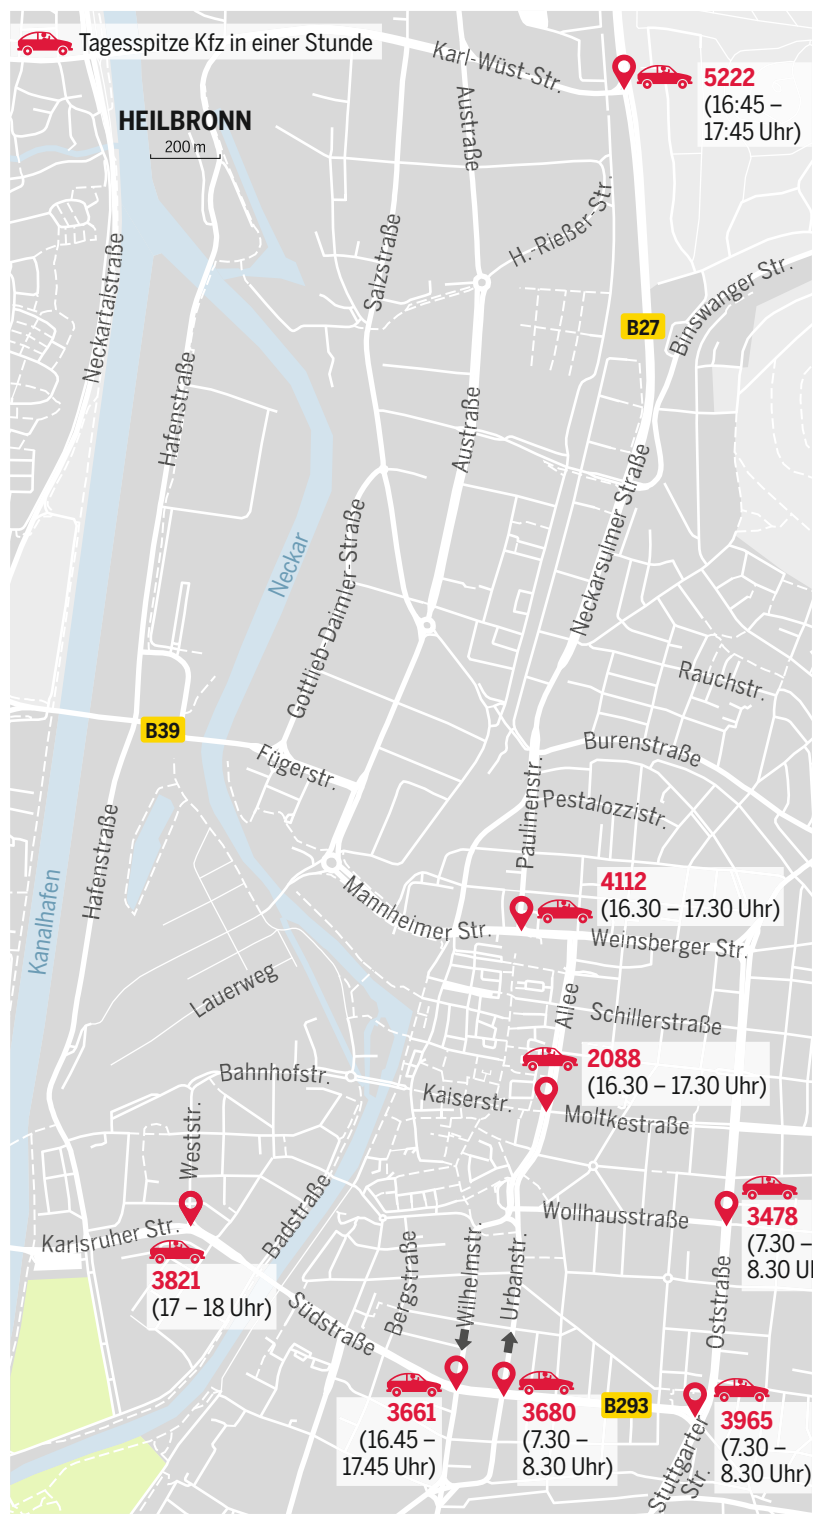 Tagesspitze Kfz in einer Stunde
HEILBRONN
200 m
Karl-Wüst-Str.
5222
(16:45 –
17:45 Uhr)
Austraße
H.-Rießer-Str.
Salzstraße
Neckartalstraße
Binswanger Str.
B27
Hafenstraße
Austraße
Neckarsulmer Straße
Neckar
Gottlieb-Daimler-Straße
Rauchstr.
B39
Fügerstr.
Burenstraße
Paulinenstr.
Pestalozzistr.
Hafenstraße
Kanalhafen
Mannheimer Str.
4112
(16.30 – 17.30 Uhr)
Weinsberger Str.
Lauerweg
Allee
Schillerstraße
2088
(16.30 – 17.30 Uhr)
Bahnhofstr.
Kaiserstr.
Moltkestraße
Weststr.
Karlsruher Str.
3821
(17 – 18 Uhr)
Badstraße
Wollhausstraße
3478
(7.30 –
8.30 U
Südstraße
Bergstraße
Wilhelmstr.
Urbanstr.
Oststraße
3661
(16.45 –
17.45 Uhr)
3680
(7.30 –
8.30 Uhr)
B293
3965
(7.30 –
8.30 Uhr)
Stuttgarter
Str.